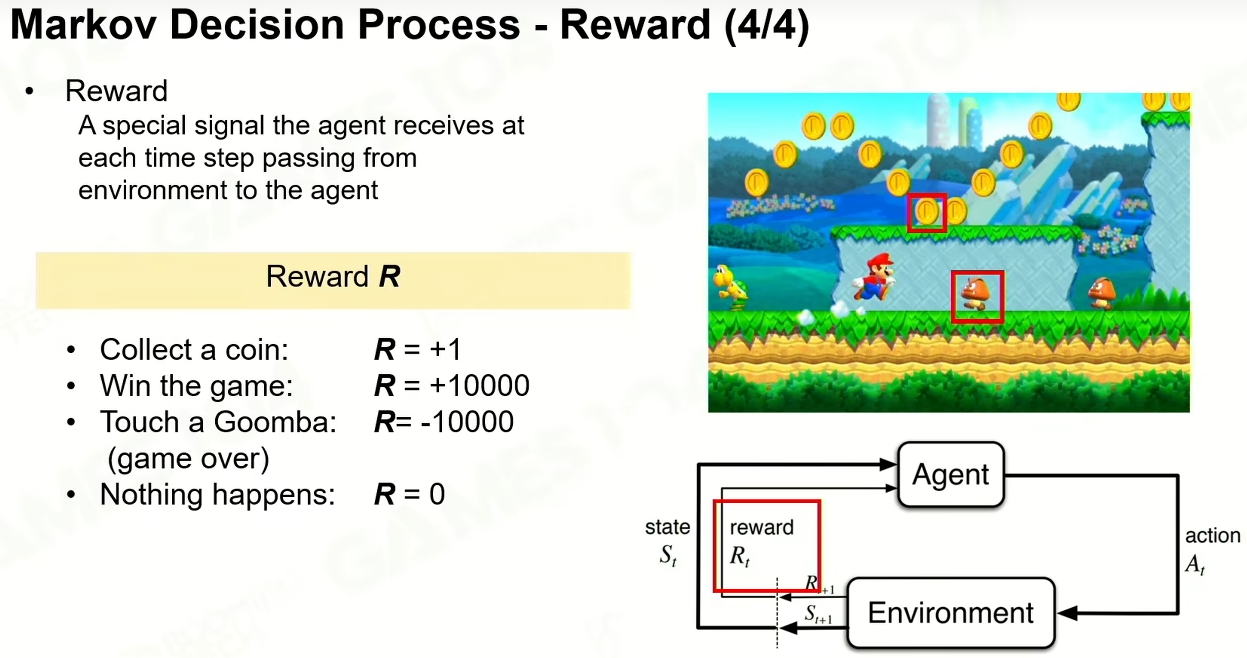 Markov Decision Process - Reward (4/4)
• Reward
A special signal the agent receives at
each time step passing from
environment to the agent
Reward R
• Collect a coin: R = +1
• Win the game: R = +10000
• Touch a Goomba: R= -10000
(game over)
• Nothing happens: R = 0
Agent
state
S_t
reward
R_t
action
A_t
R_t+1
S_t+1
Environment